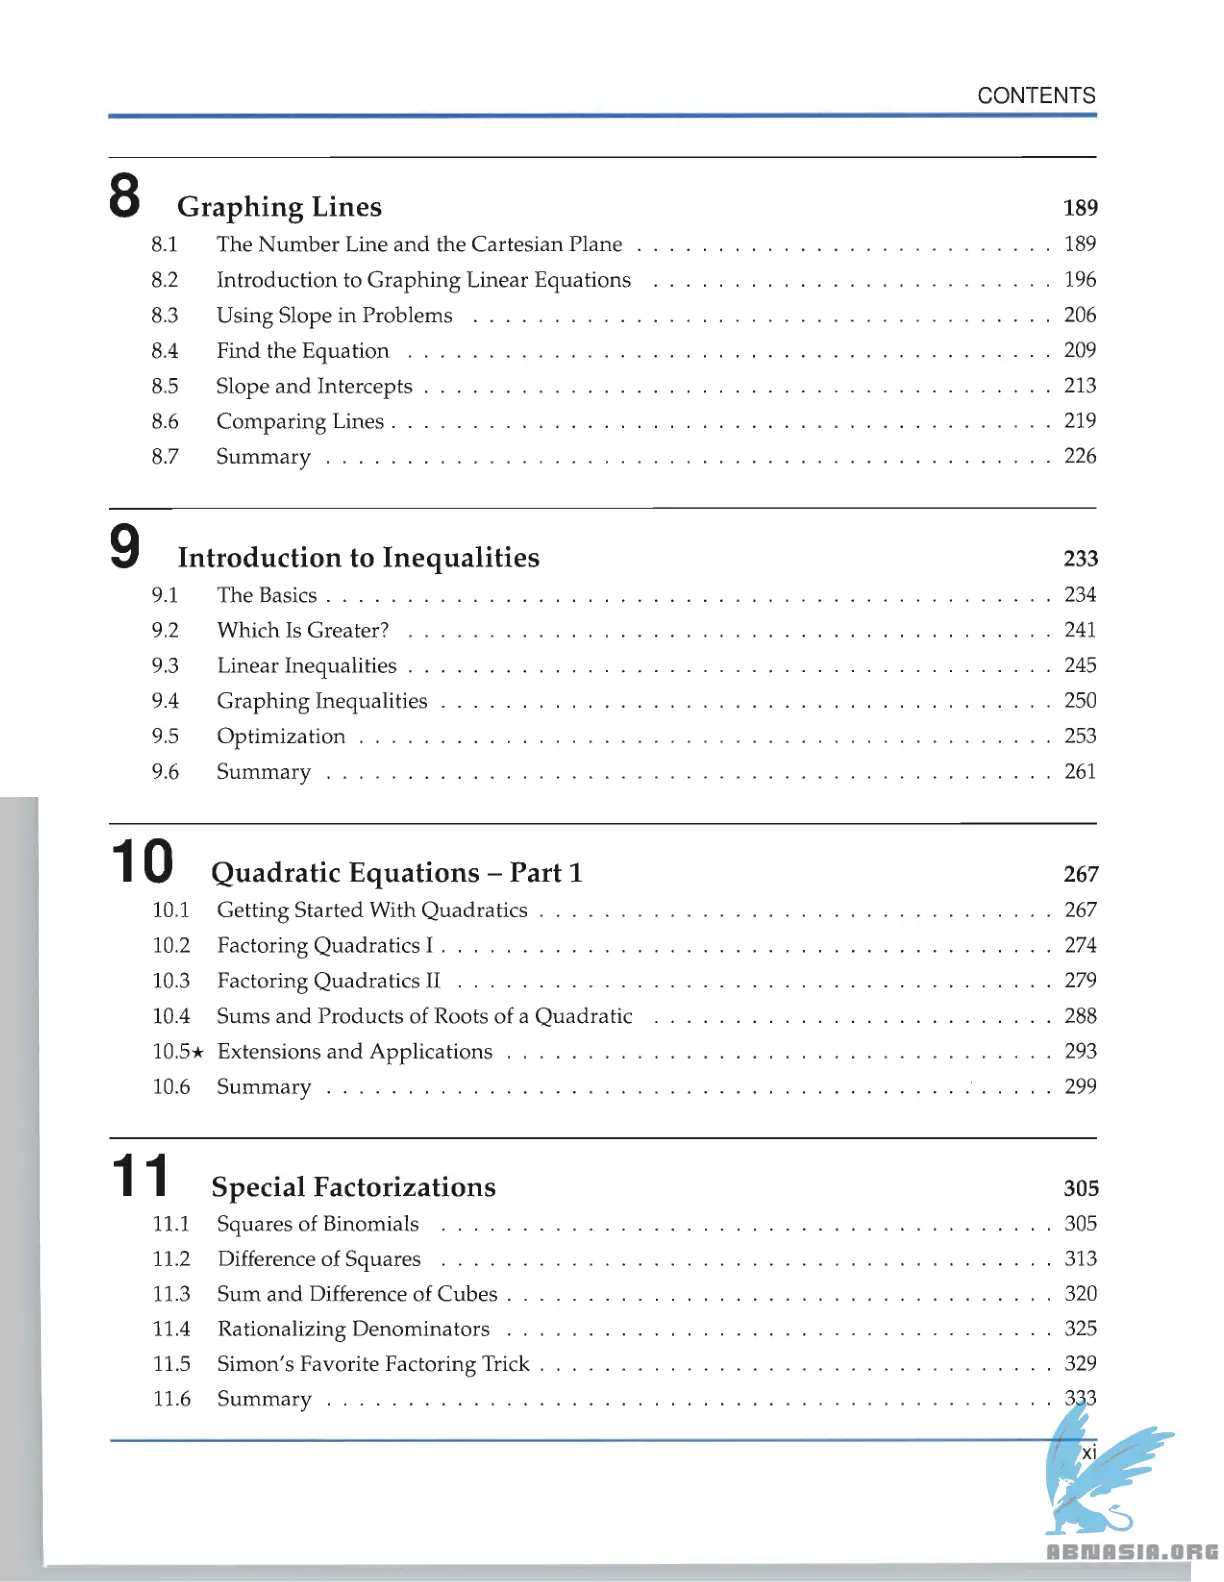 CONTENTS
8 Graphing Lines 189
8.1 The Number Line and the Cartesian Plane . . . . . . . . . . . . . . . . . . . . . . . . . . 189
8.2 Introduction to Graphing Linear Equations . . . . . . . . . . . . . . . . . . . . . . . . . 196
8.3 Using Slope in Problems . . . . . . . . . . . . . . . . . . . . . . . . . . . . . . . . . . . . 206
8.4 Find the Equation . . . . . . . . . . . . . . . . . . . . . . . . . . . . . . . . . . . . . . . . 209
8.5 Slope and Intercepts . . . . . . . . . . . . . . . . . . . . . . . . . . . . . . . . . . . . . . . 213
8.6 Comparing Lines . . . . . . . . . . . . . . . . . . . . . . . . . . . . . . . . . . . . . . . . . 219
8.7 Summary . . . . . . . . . . . . . . . . . . . . . . . . . . . . . . . . . . . . . . . . . . . . . 226
9 Introduction to Inequalities 233
9.1 The Basics . . . . . . . . . . . . . . . . . . . . . . . . . . . . . . . . . . . . . . . . . . . . . 234
9.2 Which Is Greater? . . . . . . . . . . . . . . . . . . . . . . . . . . . . . . . . . . . . . . . . 241
9.3 Linear Inequalities . . . . . . . . . . . . . . . . . . . . . . . . . . . . . . . . . . . . . . . . 245
9.4 Graphing Inequalities . . . . . . . . . . . . . . . . . . . . . . . . . . . . . . . . . . . . . . 250
9.5 Optimization . . . . . . . . . . . . . . . . . . . . . . . . . . . . . . . . . . . . . . . . . . . 253
9.6 Summary . . . . . . . . . . . . . . . . . . . . . . . . . . . . . . . . . . . . . . . . . . . . . 261
10 Quadratic Equations – Part 1 267
10.1 Getting Started With Quadratics . . . . . . . . . . . . . . . . . . . . . . . . . . . . . . . . 267
10.2 Factoring Quadratics I . . . . . . . . . . . . . . . . . . . . . . . . . . . . . . . . . . . . . . 274
10.3 Factoring Quadratics II . . . . . . . . . . . . . . . . . . . . . . . . . . . . . . . . . . . . . 279
10.4 Sums and Products of Roots of a Quadratic . . . . . . . . . . . . . . . . . . . . . . . . . 288
10.5★ Extensions and Applications . . . . . . . . . . . . . . . . . . . . . . . . . . . . . . . . . . 293
10.6 Summary . . . . . . . . . . . . . . . . . . . . . . . . . . . . . . . . . . . . . . . . . . . . . 299
11 Special Factorizations 305
11.1 Squares of Binomials . . . . . . . . . . . . . . . . . . . . . . . . . . . . . . . . . . . . . . 305
11.2 Difference of Squares . . . . . . . . . . . . . . . . . . . . . . . . . . . . . . . . . . . . . . 313
11.3 Sum and Difference of Cubes . . . . . . . . . . . . . . . . . . . . . . . . . . . . . . . . . . 320
11.4 Rationalizing Denominators . . . . . . . . . . . . . . . . . . . . . . . . . . . . . . . . . . 325
11.5 Simon's Favorite Factoring Trick . . . . . . . . . . . . . . . . . . . . . . . . . . . . . . . . 329
11.6 Summary . . . . . . . . . . . . . . . . . . . . . . . . . . . . . . . . . . . . . . . . . . . . . 333
xi
ABNASIA.ORG